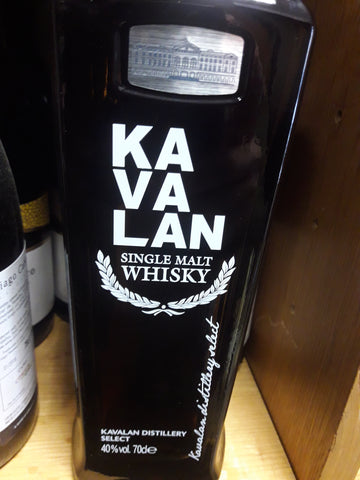 KA
VA
LAN
SINGLE MALT
WHISKY
KAVALAN DISTILLERY
SELECT
40%vol. 70cl e
Kavalan distillery select